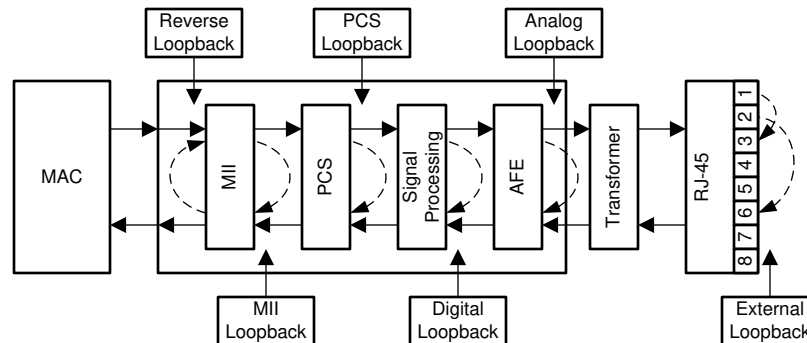 Reverse
Loopback
PCS
Loopback
Analog
Loopback
MAC
MII
PCS
Signal
Processing
AFE
Transformer
RJ-45
1
2
3
4
5
6
7
8
MII
Loopback
Digital
Loopback
External
Loopback